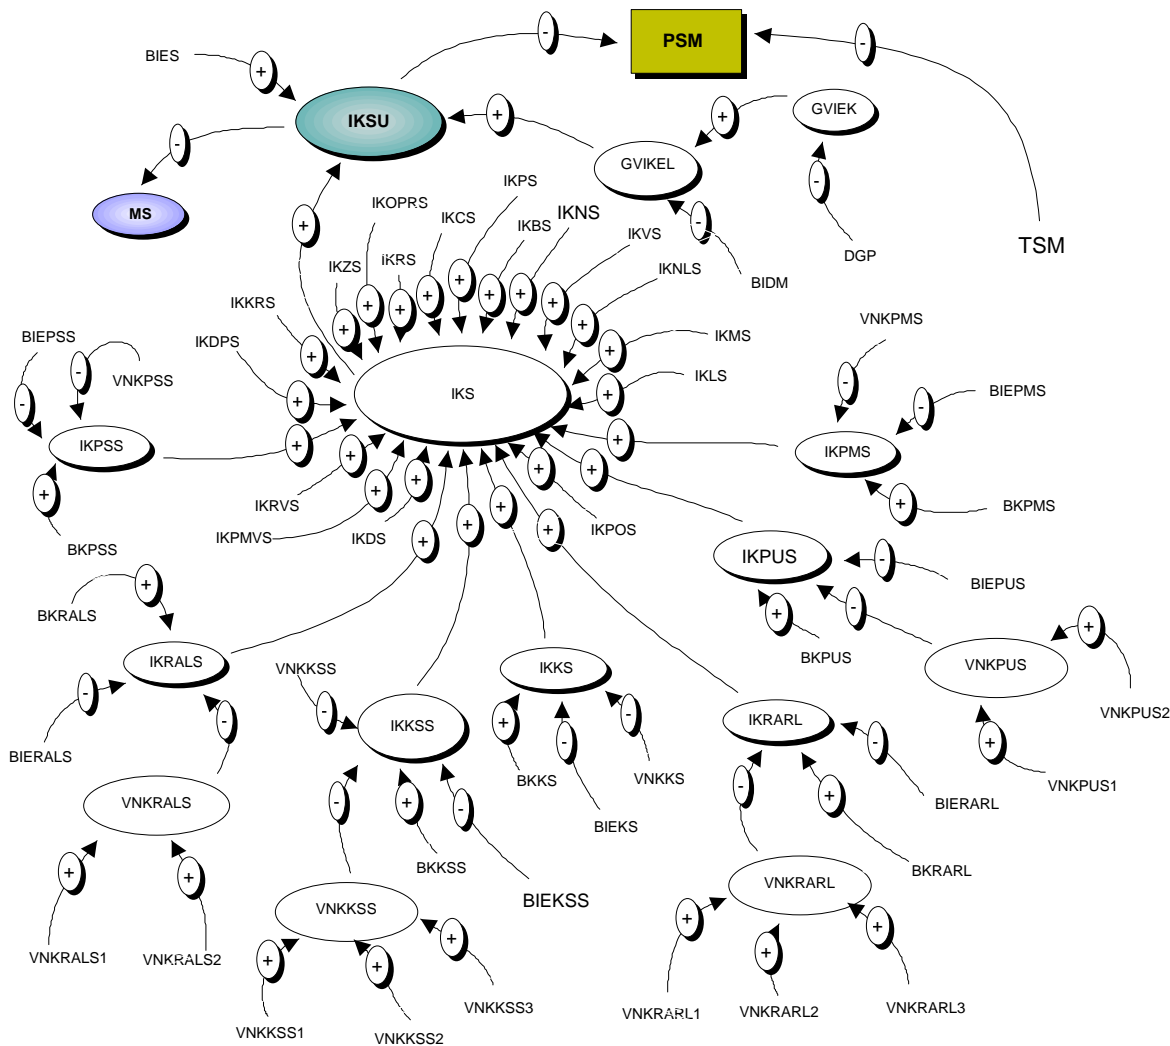 -
PSM
-
BIES
+
IKSU
+
GVIEK
+
-
GVIKEL
-
MS
IKPS
IKOPRS
IKCS
IKNS
-
TSM
+
IKBS
IKVS
DGP
IKZS
IKRS
BIDM
IKNLS
+
+
+
+
+
+
+
+
+
+
IKKRS
VNKPMS
BIEPSS
IKDPS
IKMS
+
+
-
VNKPSS
IKS
IKLS
-
-
+
+
-
BIEPMS
IKPSS
+
+
IKPMS
+
+
+
+
IKRVS
+
+
+
BKPMS
+
IKPMVS
IKDS
IKPOS
BKPSS
+
+
+
+
IKPUS
-
BIEPUS
+
BKRALS
+
-
BKPUS
+
IKRALS
VNKKSS
IKKS
VNKPUS
-
-
VNKPUS2
-
IKKSS
+
-
-
IKRARL
-
+
BIERALS
BKKS
VNKKS
VNKPUS1
VNKRALS
-
+
-
BIEKS
-
+
BIERARL
BKKSS
BKRARL
+
+
VNKKSS
BIEKSS
VNKRARL
VNKRALS1
VNKRALS2
+
+
+
+
+
+
VNKKSS3
VNKRARL1
VNKRARL2
VNKRARL3
VNKKSS1
VNKKSS2